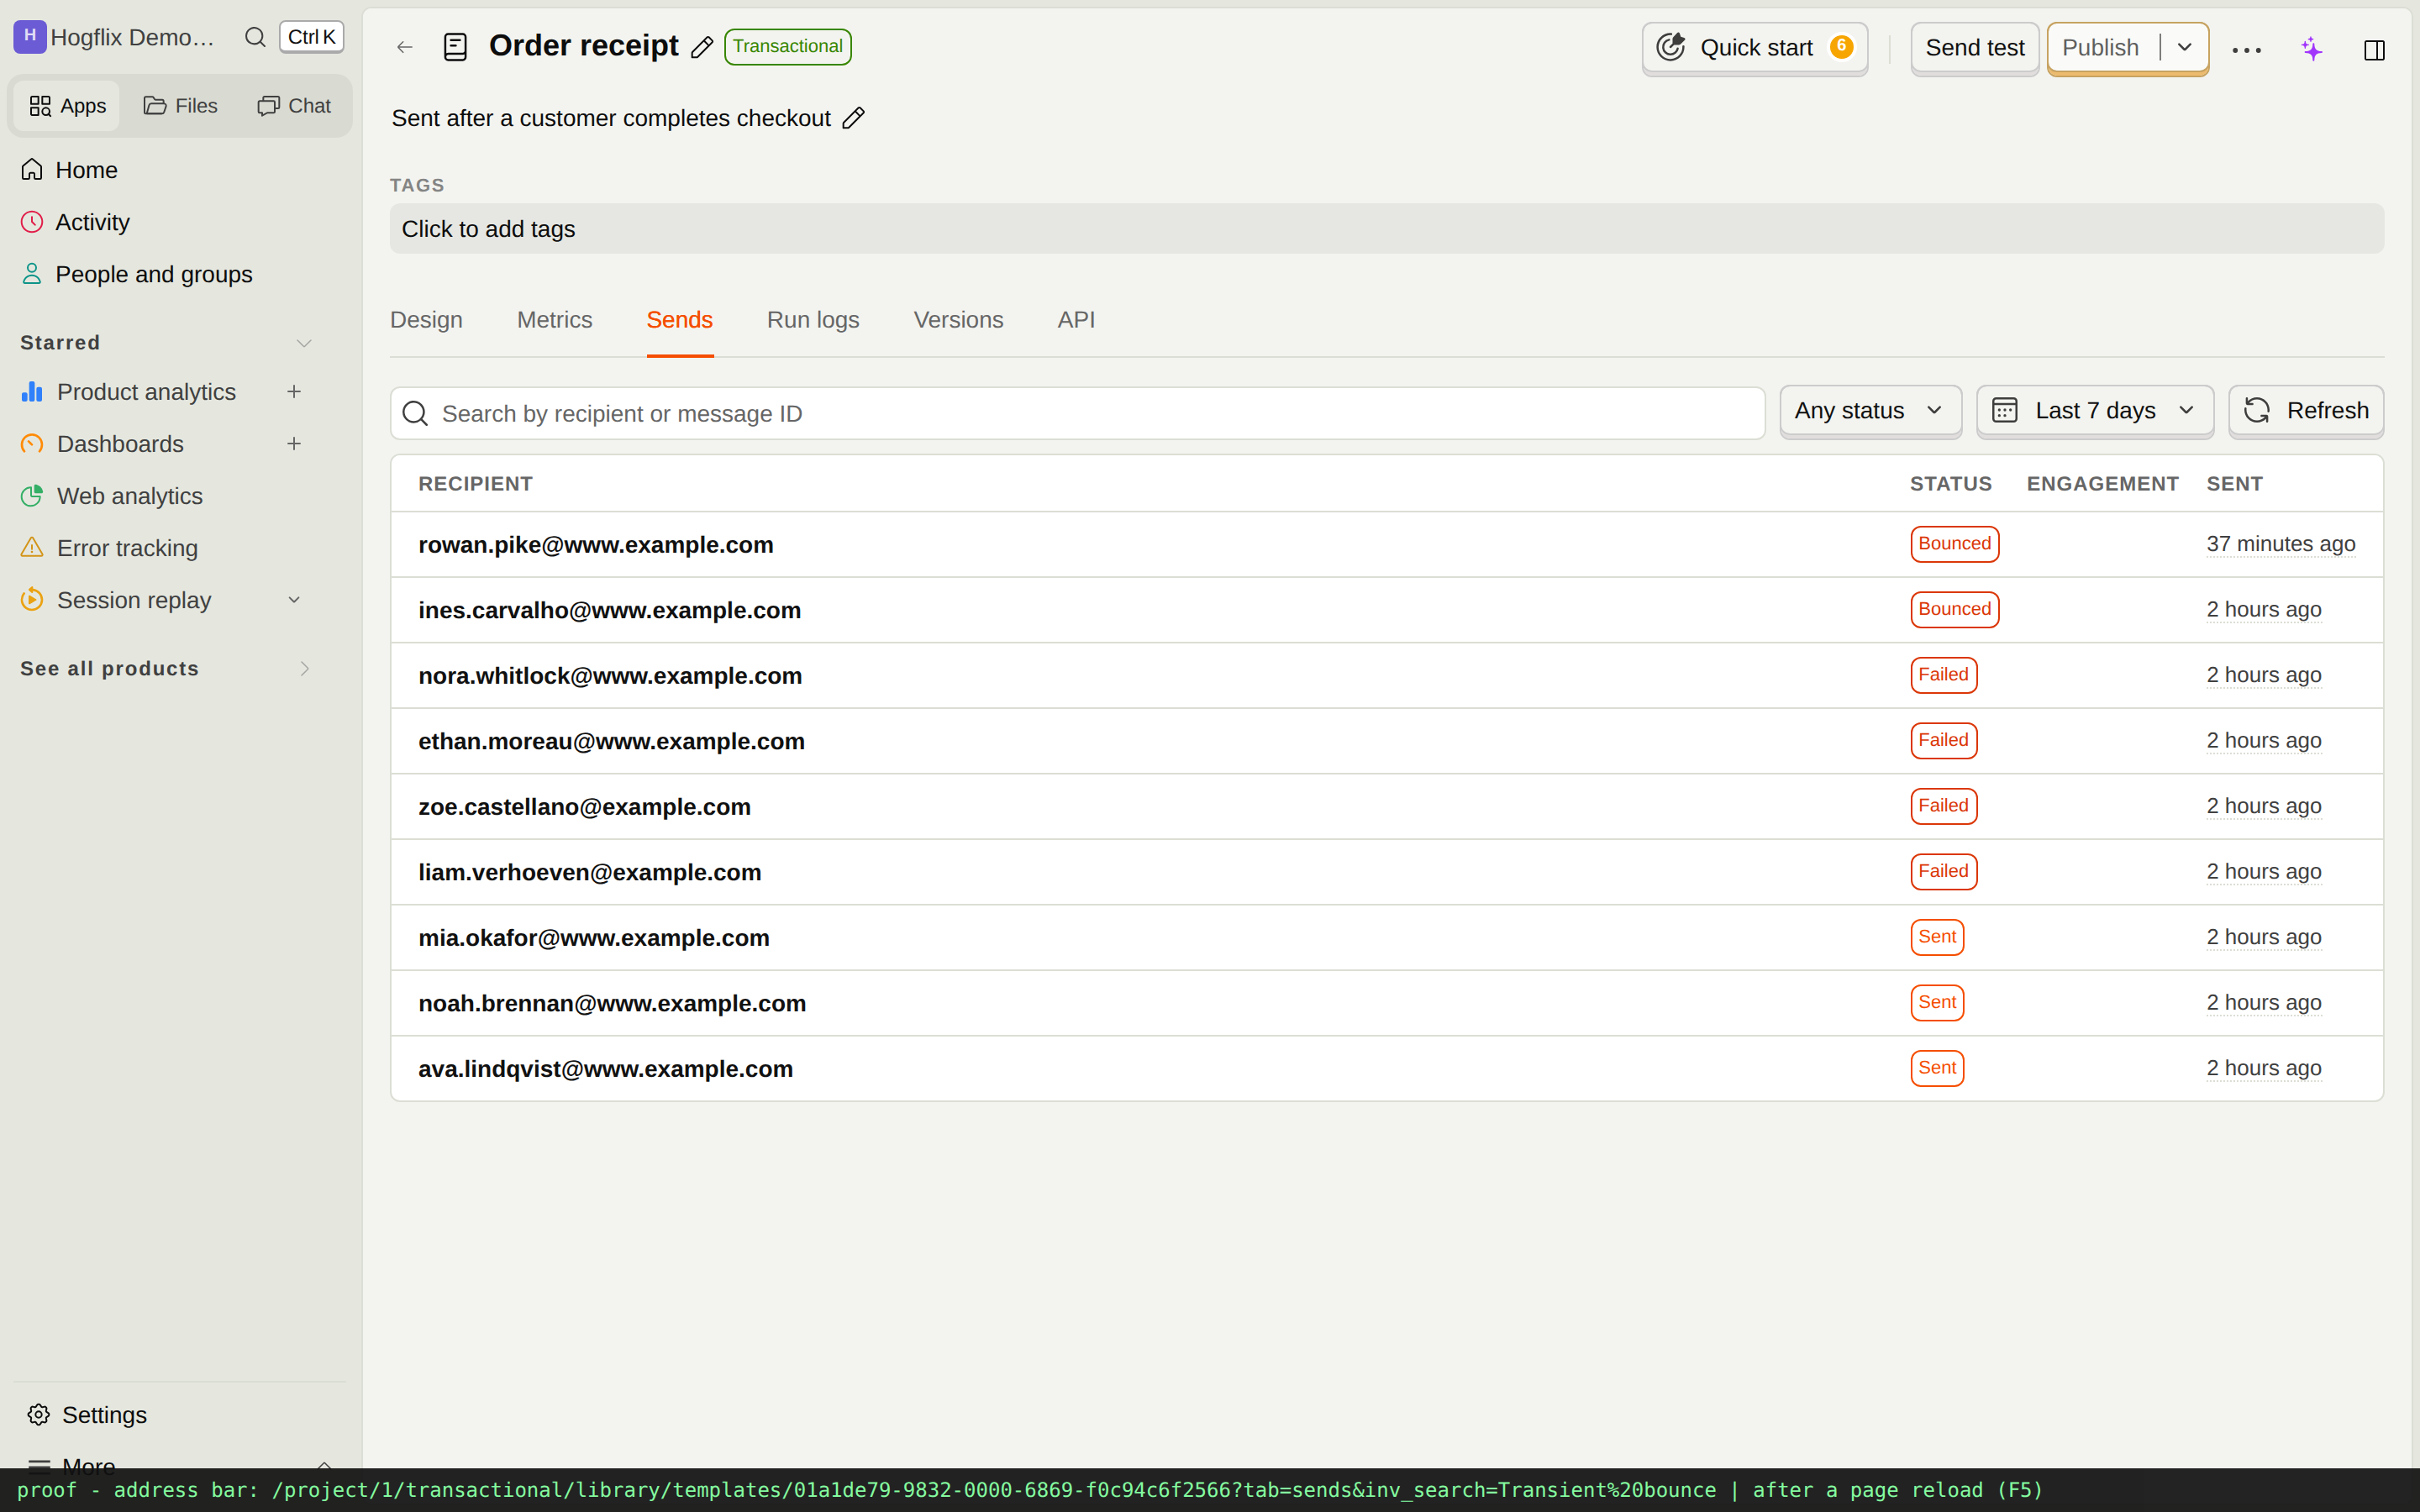 H Hogflix Demo… Ctrl K
Apps Files Chat
Home
Activity
People and groups
Starred
Product analytics
Dashboards
Web analytics
Error tracking
Session replay
See all products
Settings
More
Order receipt Transactional
Quick start 6 Send test Publish
Sent after a customer completes checkout
TAGS
Click to add tags
Design Metrics Sends Run logs Versions API
Search by recipient or message ID Any status Last 7 days Refresh
RECIPIENT STATUS ENGAGEMENT SENT
rowan.pike@www.example.com Bounced 37 minutes ago
ines.carvalho@www.example.com Bounced 2 hours ago
nora.whitlock@www.example.com Failed 2 hours ago
ethan.moreau@www.example.com Failed 2 hours ago
zoe.castellano@example.com Failed 2 hours ago
liam.verhoeven@example.com Failed 2 hours ago
mia.okafor@www.example.com Sent 2 hours ago
noah.brennan@www.example.com Sent 2 hours ago
ava.lindqvist@www.example.com Sent 2 hours ago
proof - address bar: /project/1/transactional/library/templates/01a1de79-9832-0000-6869-f0c94c6f2566?tab=sends&inv_search=Transient%20bounce | after a page reload (F5)